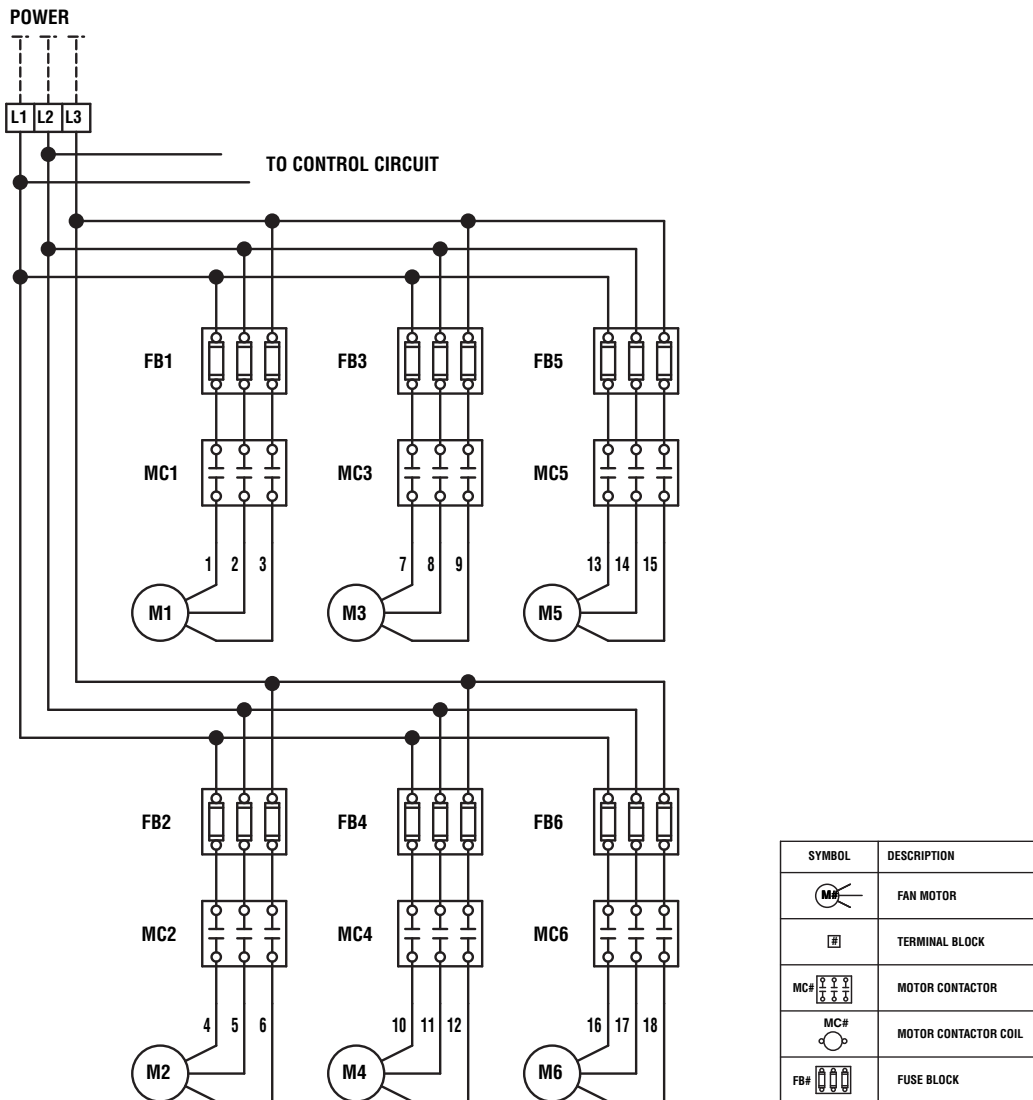 POWER
L1 L2 L3
TO CONTROL CIRCUIT
FB1 FB3 FB5
MC1 MC3 MC5
1 2 3 7 8 9 13 14 15
M1 M3 M5
FB2 FB4 FB6
MC2 MC4 MC6
4 5 6 10 11 12 16 17 18
M2 M4 M6
SYMBOL DESCRIPTION
M# FAN MOTOR
# TERMINAL BLOCK
MC# MOTOR CONTACTOR
MC# MOTOR CONTACTOR COIL
FB# FUSE BLOCK